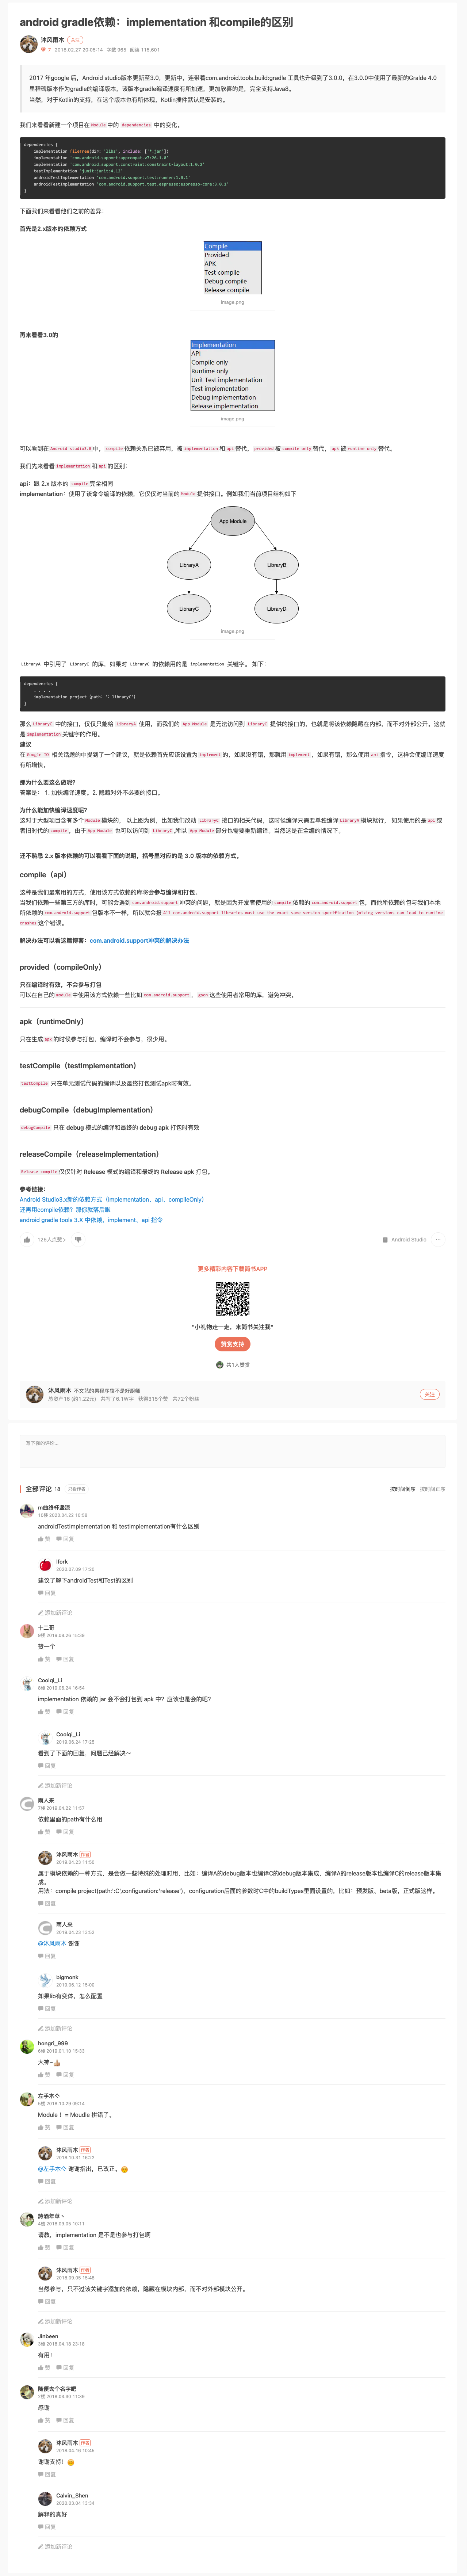 android gradle依赖：implementation 和compile的区别
沐风雨木 关注
7 2018.02.27 20:05:14 字数 960 阅读 115,601
2017 年google 后，Android studio版本更新至3.0，更新中，连带着com.android.tools.build:gradle 工具也升级到了3.0.0，在3.0.0中使用了最新的Gralde 4.0
里程碑版本作为gradle的编译版本，该版本gradle编译速度有所加速，更加欣喜的是，完全支持Java8。
当然，对于Kotlin的支持，在这个版本也有所体现，Kotlin插件默认是安装的。
我们来看看新建一个项目在 Module 中的 dependencies 中的变化。
dependencies {
implementation fileTree(dir: 'libs', include: ['*.jar'])
implementation 'com.android.support:appcompat-v7:26.1.0'
implementation 'com.android.support.constraint:constraint-layout:1.0.2'
testImplementation 'junit:junit:4.12'
androidTestImplementation 'com.android.support.test:runner:1.0.1'
androidTestImplementation 'com.android.support.test.espresso:espresso-core:3.0.1'
}
下面我们来看看他们之前的差异：
首先是2.x版本的依赖方式
Compile
Provided
APK
Test compile
Debug compile
Release compile
image.png
再来看看3.0的
Implementation
API
Compile only
Runtime only
Unit Test implementation
Test implementation
Debug implementation
Release implementation
image.png
可以看到在 Android studio3.0 中， compile 依赖关系已被弃用，被 implementation 和 api 替代， provided 被 compile only 替代， apk 被 runtime only 替代。
我们先来看看 implementation 和 api 的区别：
api： 跟 2.x 版本的 compile 完全相同
implementation： 使用了该命令编译的依赖，它仅仅对当前的 Module 提供接口。例如我们当前项目结构如下
App Module
LibraryA LibraryB
LibraryC LibraryD
image.png
LibraryA 中引用了 LibraryC 的库，如果对 LibraryC 的依赖用的是 implementation 关键字。 如下：
dependencies {
. . . .
implementation project（path：'：libraryC'）
}
那么 LibraryC 中的接口，仅仅只能给 LibraryA 使用，而我们的 App Module 是无法访问到 LibraryC 提供的接口的，也就是将该依赖隐藏在内部，而不对外部公开。这就
是 implementation 关键字的作用。
建议
在 Google IO 相关话题的中提到了一个建议，就是依赖首先应该设置为 implement 的，如果没有错，那就用 implement ，如果有错，那么使用 api 指令，这样会使编译速度
有所增快。
那为什么要这么做呢？
答案是： 1. 加快编译速度。2. 隐藏对外不必要的接口。
为什么能加快编译速度呢？
这对于大型项目含有多个 Module 模块的， 以上图为例，比如我们改动 LibraryC 接口的相关代码，这时候编译只需要单独编译 LibraryA 模块就行， 如果使用的是 api 或
者旧时代的 compile ，由于 App Module 也可以访问到 LibraryC ,所以 App Module 部分也需要重新编译。当然这是在全编的情况下。
还不熟悉 2.x 版本依赖的可以看看下面的说明，括号里对应的是 3.0 版本的依赖方式。
compile（api）
这种是我们最常用的方式，使用该方式依赖的库将会参与编译和打包。
当我们依赖一些第三方的库时，可能会遇到 com.android.support 冲突的问题，就是因为开发者使用的 compile 依赖的 com.android.support 包，而他所依赖的包与我们本地
所依赖的 com.android.support 包版本不一样，所以就会报 All com.android.support libraries must use the exact same version specification (mixing versions can lead to runtime
crashes 这个错误。
解决办法可以看这篇博客：com.android.support冲突的解决办法
provided（compileOnly）
只在编译时有效，不会参与打包
可以在自己的 module 中使用该方式依赖一些比如 com.android.support ， gson 这些使用者常用的库，避免冲突。
apk（runtimeOnly）
只在生成 apk 的时候参与打包，编译时不会参与，很少用。
testCompile（testImplementation）
testCompile 只在单元测试代码的编译以及最终打包测试apk时有效。
debugCompile（debugImplementation）
debugCompile 只在 debug 模式的编译和最终的 debug apk 打包时有效
releaseCompile（releaseImplementation）
Release compile 仅仅针对 Release 模式的编译和最终的 Release apk 打包。
参考链接：
Android Studio3.x新的依赖方式（implementation、api、compileOnly）
还再用compile依赖？那你就落后啦
android gradle tools 3.X 中依赖，implement、api 指令
125人点赞 Android Studio
更多精彩内容下载简书APP
"小礼物走一走，来简书关注我"
赞赏支持
共1人赞赏
沐风雨木 不文艺的男程序猿不是好厨师 关注
总资产16 (约1.22元) 共写了6.1W字 获得315个赞 共72个粉丝
写下你的评论...
全部评论 18 只看作者 按时间倒序 按时间正序
m曲终杯盏凉
10楼 2020.04.22 10:08
androidTestImplementation 和 testImplementation有什么区别
赞 回复
lfork
2020.07.09 17:20
建议了解下androidTest和Test的区别
回复
添加新评论
十二哥
9楼 2019.08.26 15:39
赞一个
赞 回复
Coolqi_Li
8楼 2019.06.24 16:54
implementation 依赖的 jar 会不会打包到 apk 中？应该也是会的吧？
赞 回复
Coolqi_Li
2019.06.24 17:25
看到了下面的回复，问题已经解决～
回复
添加新评论
雨人来
7楼 2019.04.22 11:57
依赖里面的path有什么用
赞 回复
沐风雨木 作者
2019.04.23 11:00
属于模块依赖的一种方式，是会做一些特殊的处理时用，比如：编译A的debug版本也编译C的debug版本集成，编译A的release版本也编译C的release版本集
成。
用法：compile project(path:':C',configuration:'release')，configuration后面的参数时C中的buildTypes里面设置的，比如：预发版、beta版、正式版这样。
回复
雨人来
2019.04.23 13:53
@沐风雨木 谢谢
回复
bigmonk
2019.06.12 15:00
如果lib有变体，怎么配置
回复
添加新评论
hongri_999
6楼 2019.01.10 15:33
大神~
赞 回复
左手木亽
5楼 2018.10.29 09:14
Module！= Moudle 拼错了。
赞 回复
沐风雨木 作者
2018.10.31 16:22
@左手木亽 谢谢指出，已改正。
回复
添加新评论
詩酒年華丶
4楼 2018.09.05 10:11
请教，implementation 是不是也参与打包啊
赞 回复
沐风雨木 作者
2018.09.05 15:48
当然参与，只不过该关键字添加的依赖，隐藏在模块内部，而不对外部模块公开。
回复
添加新评论
Jinbeen
3楼 2018.04.18 23:18
有用！
赞 回复
随便去个名字吧
2楼 2018.03.30 11:39
感谢
赞 回复
沐风雨木 作者
2018.04.16 10:45
谢谢支持！
回复
Calvin_Shen
2020.03.04 13:34
解释的真好
回复
添加新评论